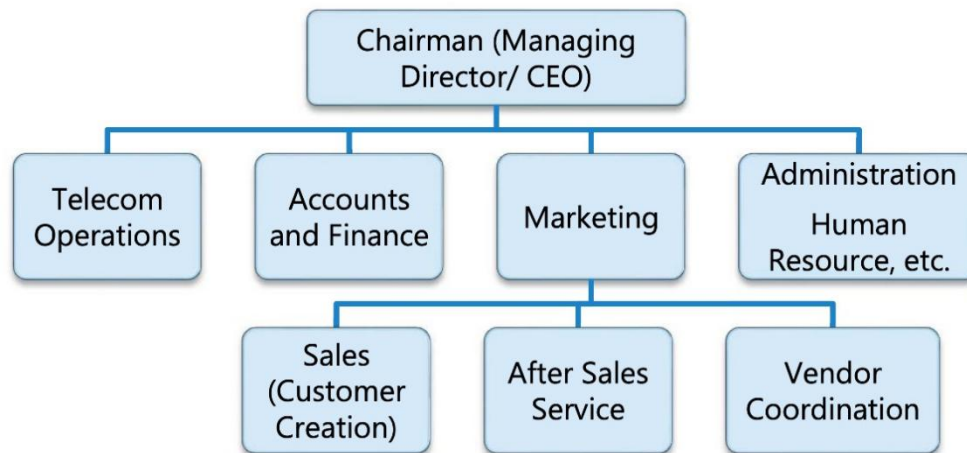 Chairman (Managing
Director/ CEO)
Telecom
Operations
Accounts
and Finance
Marketing
Administration
Human
Resource, etc.
Sales
(Customer
Creation)
After Sales
Service
Vendor
Coordination